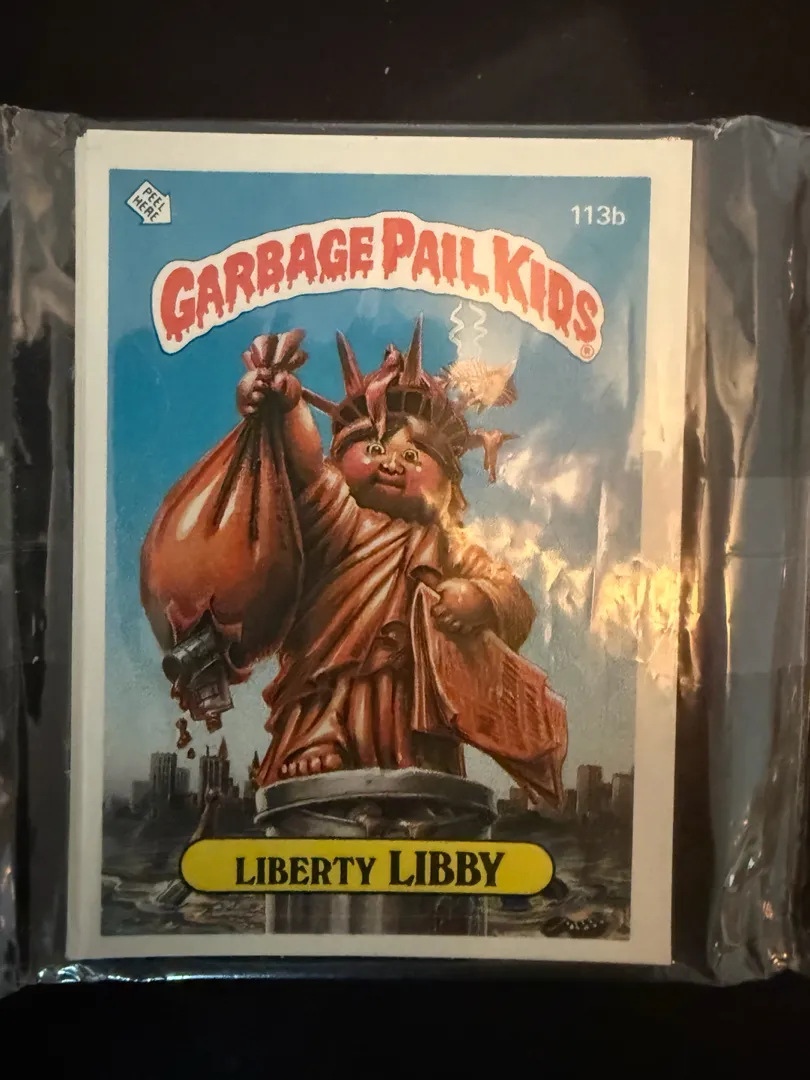 PEEL
HERE
113b
GARBAGE PAIL KIDS
®
LIBERTY LIBBY